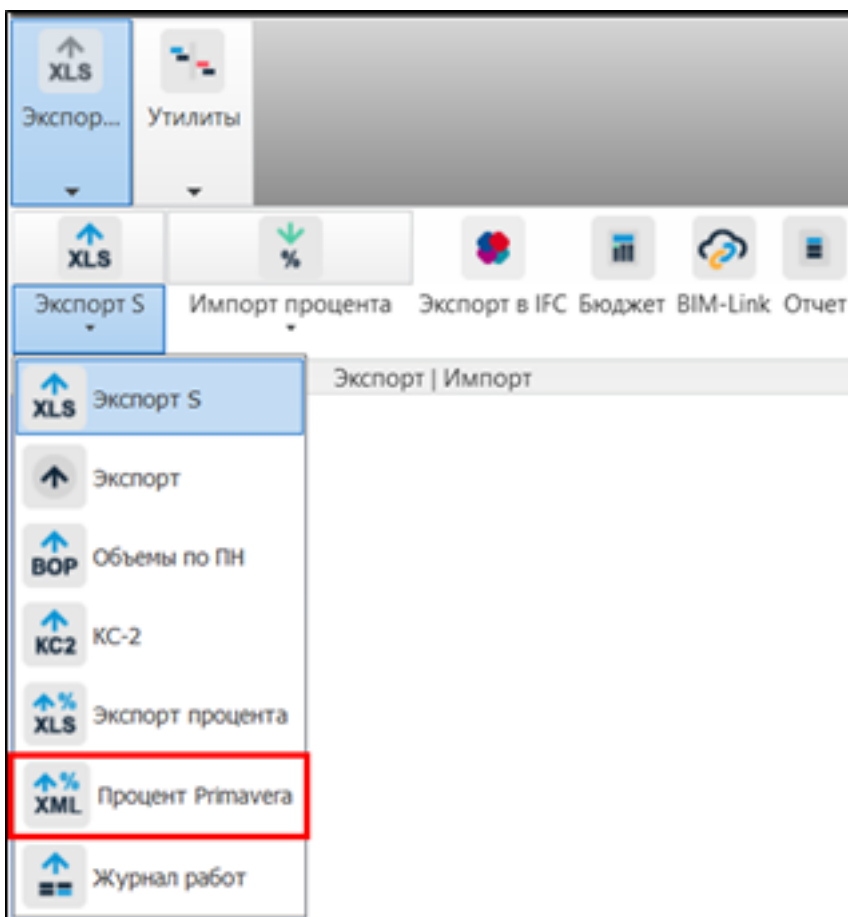 XLS
Экспор... Утилиты
XLS %
Экспорт S Импорт процента Экспорт в IFC Бюджет BIM-Link Отчет
Экспорт | Импорт
XLS Экспорт S
Экспорт
ВОР Объемы по ПН
КС2 КС-2
% XLS Экспорт процента
% XML Процент Primavera
Журнал работ